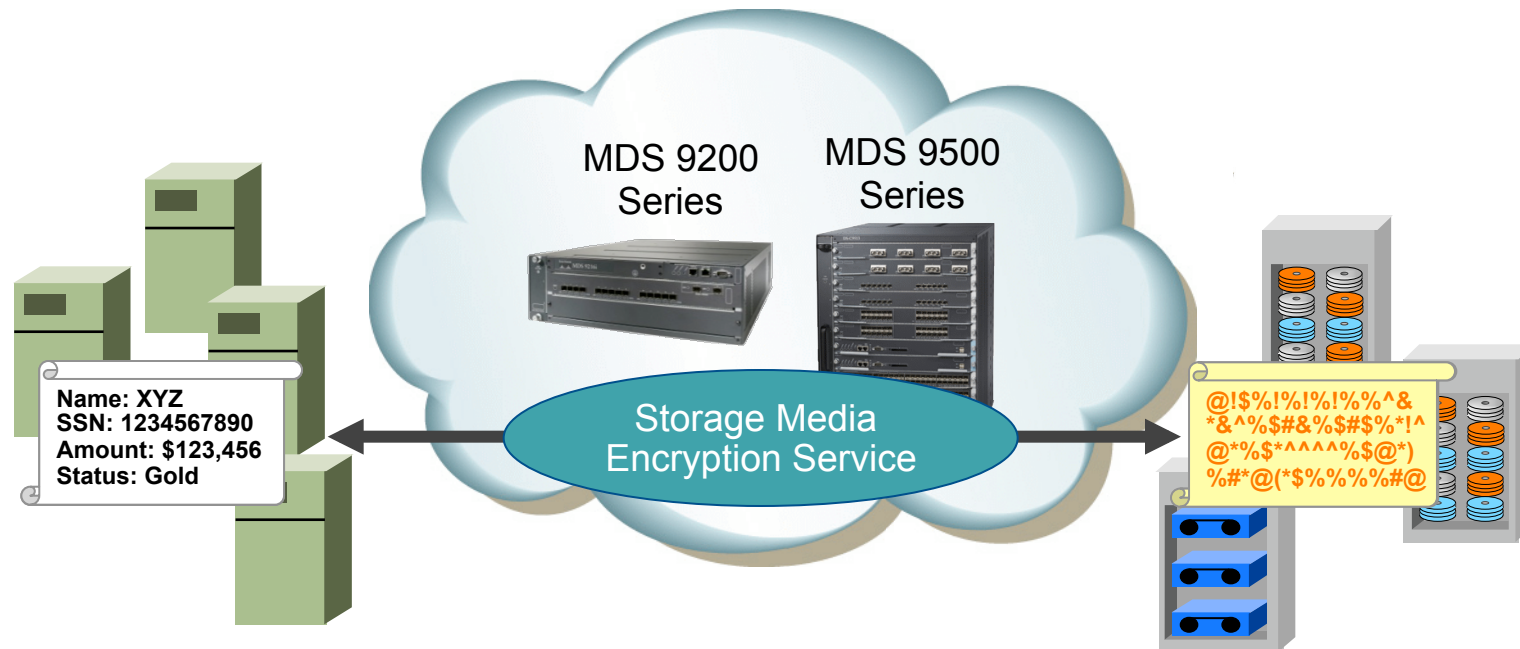 MDS 9200
Series
MDS 9500
Series
Name: XYZ
SSN: 1234567890
Amount: $123,456
Status: Gold
Storage Media
Encryption Service
@!$%!%!%!%,%^&
*&^%$#&%$#$%*!^
@*%$*^^^^%$@*)
%#*@(*$%%%%#@